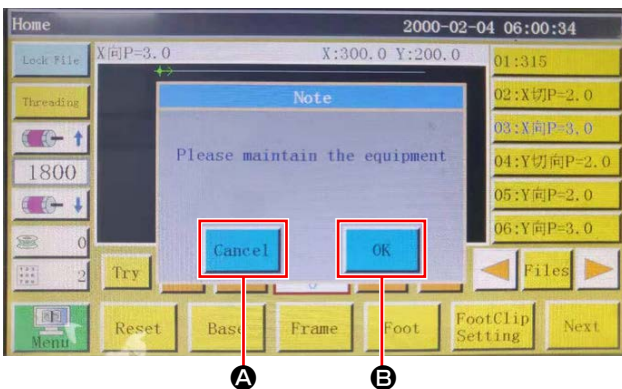 Home 2000-02-04 06:00:34
Lock File X向P=3.0 X:300.0 Y:200.0 01:315
Threading Note 02:X切P=2.0
03:X向P=3.0
Please maintain the equipment
04:Y切向P=2.0
1800
05:Y向P=2.0
06:Y向P=3.0
0 Cancel OK
2 Try Files
Menu Reset Base Frame Foot FootClip Setting Next
A B